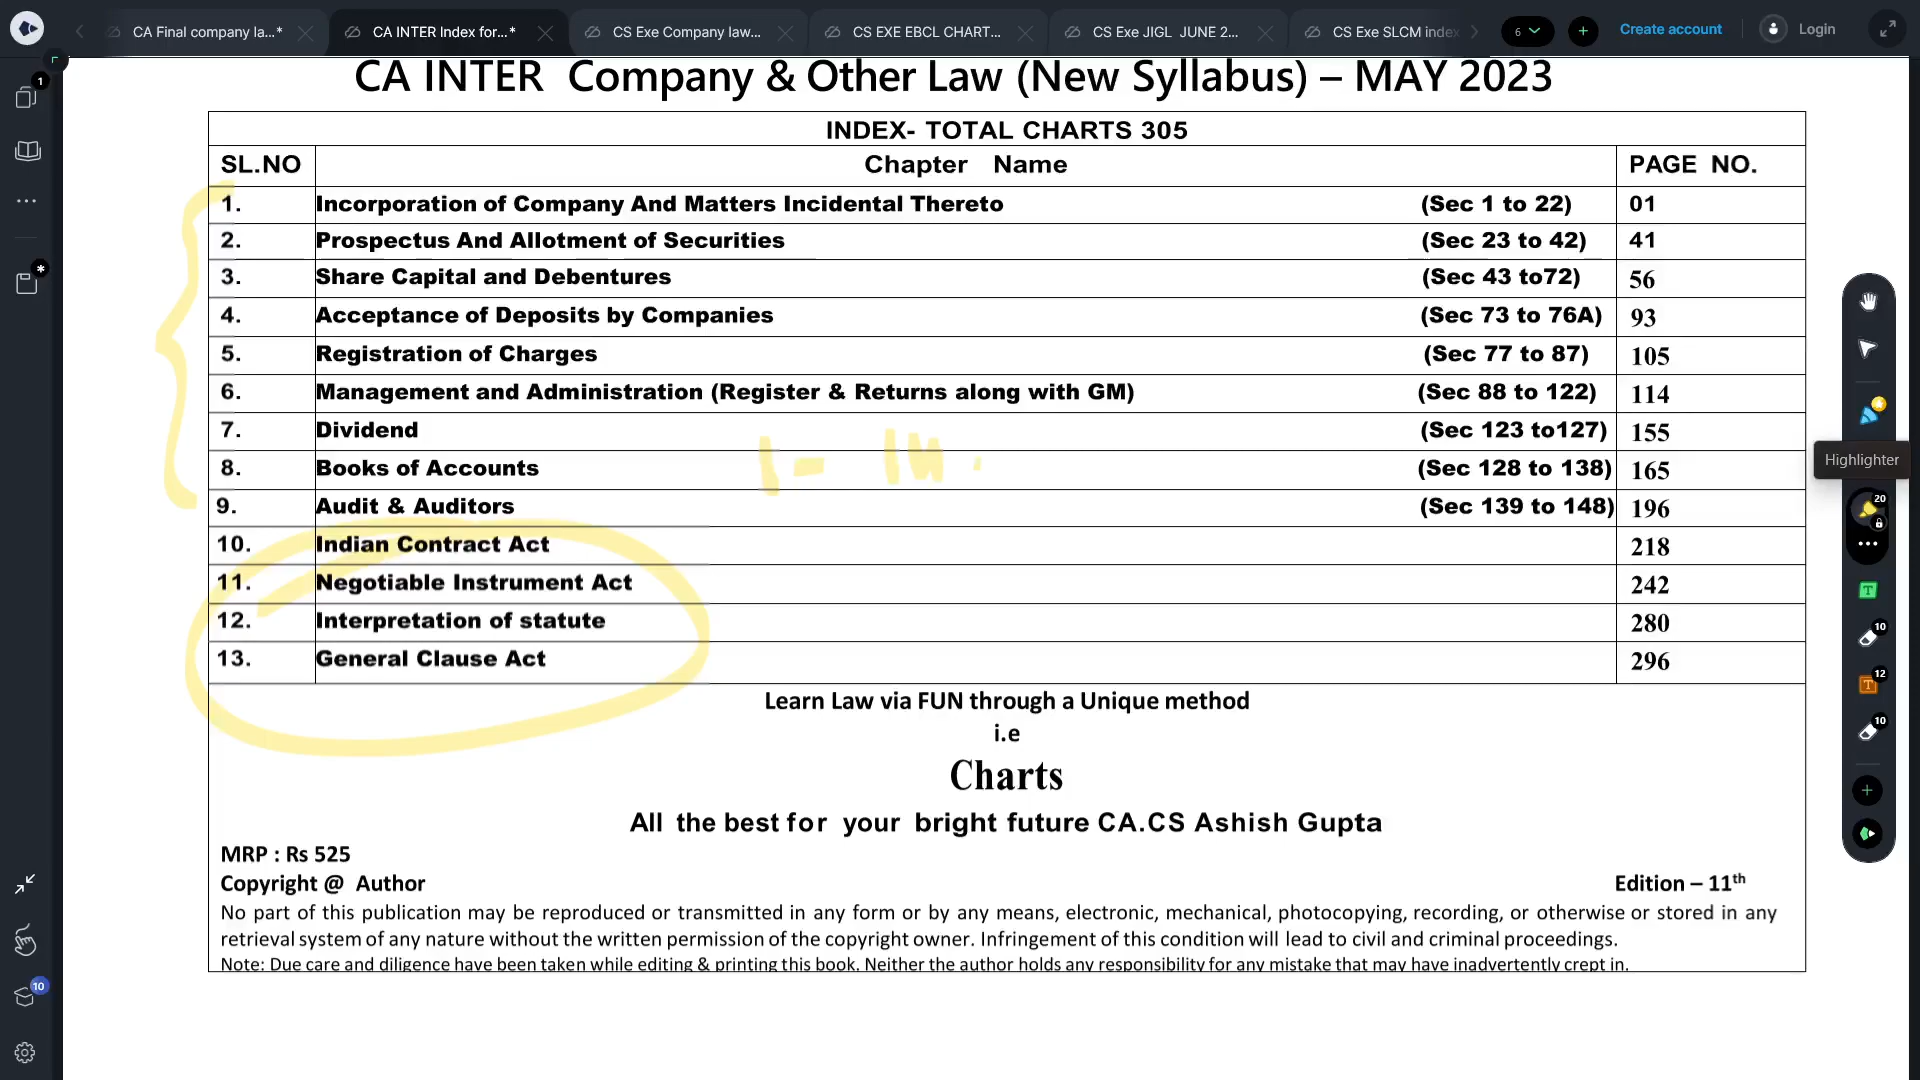 CA Final company la...*
CA INTER Index for...*
CS Exe Company law...
CS EXE EBCL CHART...
CS Exe JIGL JUNE 2...
CS Exe SLCM index
6
Create account
Login
1
CA INTER Company & Other Law (New Syllabus) – MAY 2023
INDEX- TOTAL CHARTS 305
SL.NO Chapter Name PAGE NO.
1. Incorporation of Company And Matters Incidental Thereto (Sec 1 to 22) 01
2. Prospectus And Allotment of Securities (Sec 23 to 42) 41
3. Share Capital and Debentures (Sec 43 to72) 56
4. Acceptance of Deposits by Companies (Sec 73 to 76A) 93
5. Registration of Charges (Sec 77 to 87) 105
6. Management and Administration (Register & Returns along with GM) (Sec 88 to 122) 114
7. Dividend (Sec 123 to127) 155
8. Books of Accounts (Sec 128 to 138) 165
9. Audit & Auditors (Sec 139 to 148) 196
10. Indian Contract Act 218
11. Negotiable Instrument Act 242
12. Interpretation of statute 280
13. General Clause Act 296
Learn Law via FUN through a Unique method
i.e
Charts
All the best for your bright future CA.CS Ashish Gupta
MRP : Rs 525
Copyright @ Author Edition – 11th
No part of this publication may be reproduced or transmitted in any form or by any means, electronic, mechanical, photocopying, recording, or otherwise or stored in any
retrieval system of any nature without the written permission of the copyright owner. Infringement of this condition will lead to civil and criminal proceedings.
Note: Due care and diligence have been taken while editing & printing this book. Neither the author holds any responsibility for any mistake that may have inadvertently crept in.
Highlighter
20
T
10
T
12
10
10